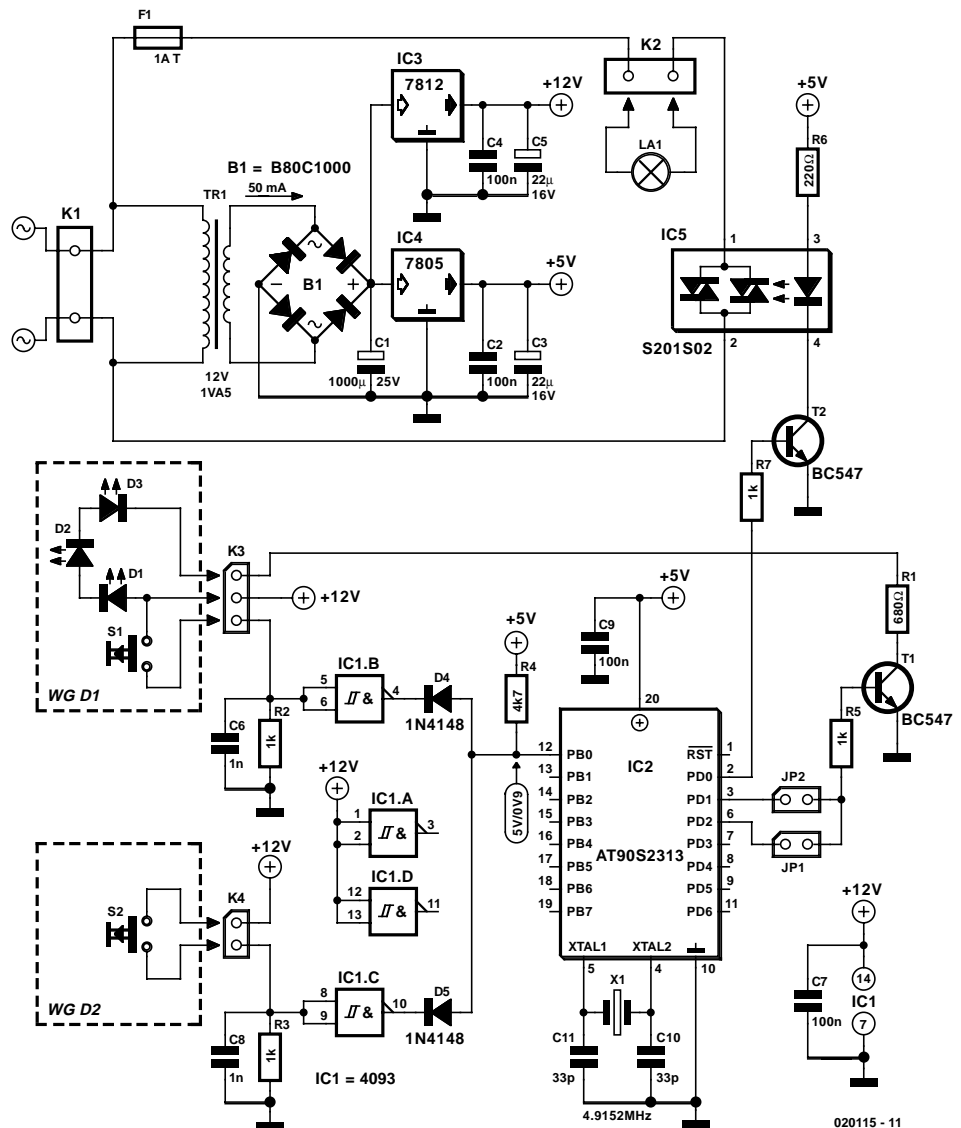 F1
1A T
K2
IC3
7812
+12V
+5V
R6
220Ω
C4
100n
C5
22µ
16V
LA1
B1 = B80C1000
50 mA
TR1
K1
IC4
7805
+5V
B1
C1
1000µ 25V
C2
100n
C3
22µ
16V
12V
1VA5
IC5
1 3
2 4
S201S02
T2
BC547
R7
1k
D3
D2
D1
S1
WG D1
K3
+12V
+5V
R1
680Ω
T1
BC547
C9
100n
+5V
R4
4k7
IC1.B
5
6
4
D4
1N4148
C6
1n
R2
1k
R5
1k
20
IC2
AT90S2313
12 PB0
13 PB1
14 PB2
15 PB3
16 PB4
17 PB5
18 PB6
19 PB7
RST 1
PD0 2
PD1 3
PD2 6
PD3 7
PD4 8
PD5 9
PD6 11
XTAL1 XTAL2
5 4 10
5V/0V9
JP2
JP1
+12V
IC1.A
1
2
3
IC1.D
12
13
11
+12V
K4
S2
WG D2
IC1.C
8
9
10
D5
1N4148
C8
1n
R3
1k
IC1 = 4093
X1
C11
33p
C10
33p
4.9152MHz
+12V
C7
100n
14
IC1
7
020115 - 11